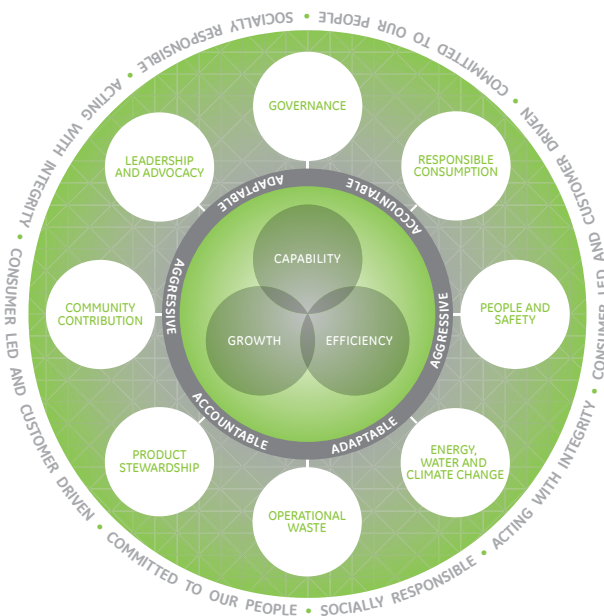 SOCIALLY RESPONSIBLE • COMMITTED TO OUR PEOPLE • CONSUMER LED AND CUSTOMER DRIVEN • ACTING WITH INTEGRITY •
SOCIALLY RESPONSIBLE • COMMITTED TO OUR PEOPLE • CONSUMER LED AND CUSTOMER DRIVEN • ACTING WITH INTEGRITY •
GOVERNANCE
RESPONSIBLE
CONSUMPTION
PEOPLE AND
SAFETY
ENERGY,
WATER AND
CLIMATE CHANGE
OPERATIONAL
WASTE
PRODUCT
STEWARDSHIP
COMMUNITY
CONTRIBUTION
LEADERSHIP
AND ADVOCACY
ADAPTABLE
ACCOUNTABLE
AGGRESSIVE
ADAPTABLE
ACCOUNTABLE
AGGRESSIVE
CAPABILITY
GROWTH
EFFICIENCY